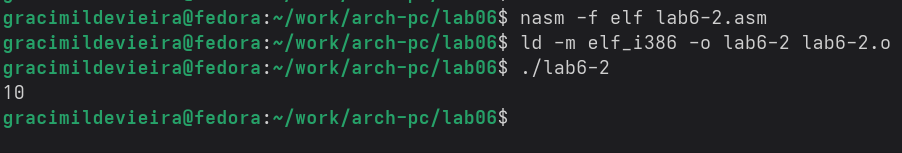 gracimildevieira@fedora:~/work/arch-pc/lab06$ nasm -f elf lab6-2.asm
gracimildevieira@fedora:~/work/arch-pc/lab06$ ld -m elf_i386 -o lab6-2 lab6-2.o
gracimildevieira@fedora:~/work/arch-pc/lab06$ ./lab6-2
10
gracimildevieira@fedora:~/work/arch-pc/lab06$